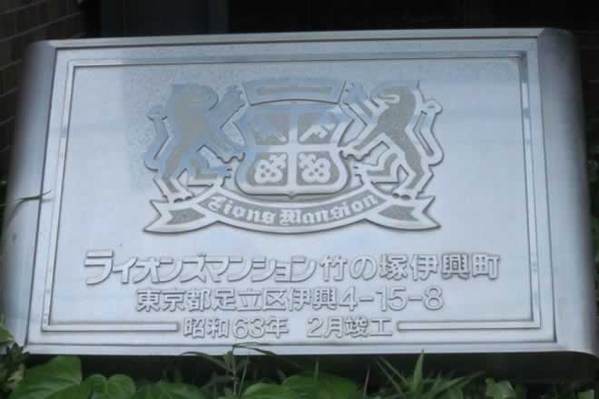 Lions Mansion
ライオンズマンション竹の塚伊興町
東京都足立区伊興4-15-8
昭和63年 2月竣工